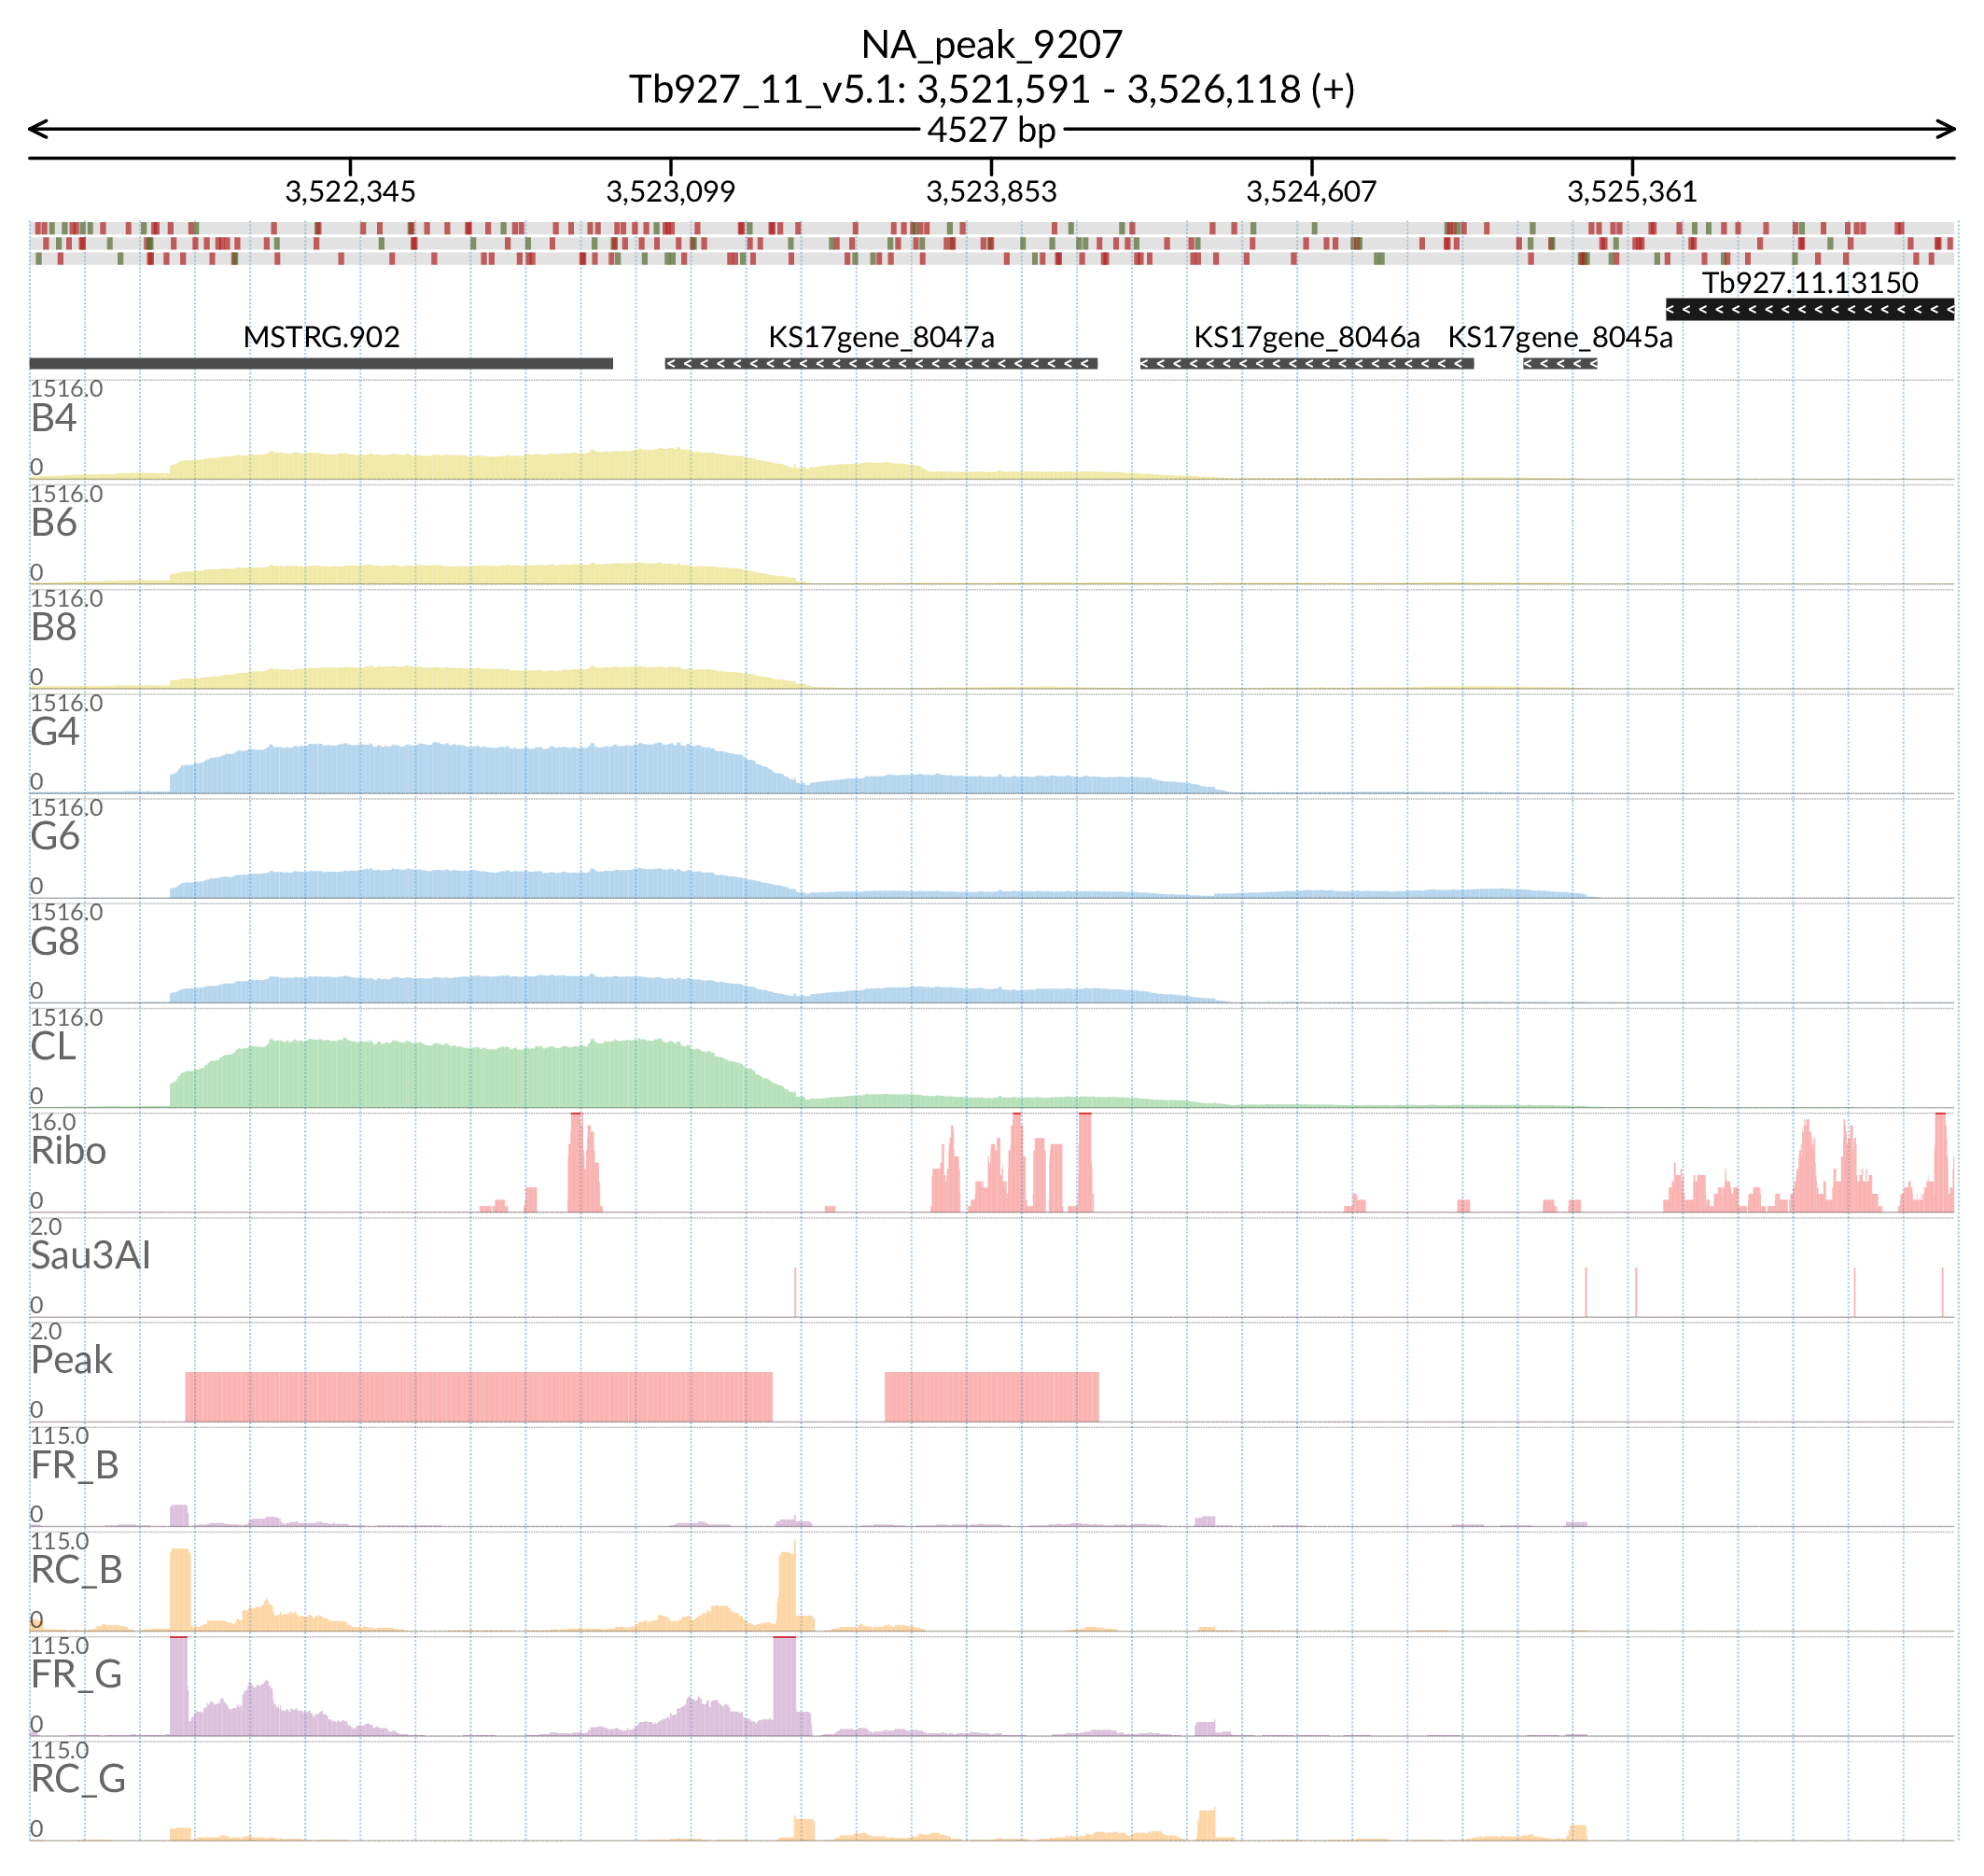 NA_peak_9207
Tb927_11_v5.1: 3,521,591 - 3,526,118 (+)
4527 bp
3,522,345 3,523,099 3,523,853 3,524,607 3,525,361
Tb927.11.13150
MSTRG.902 KS17gene_8047a KS17gene_8046a KS17gene_8045a
1516.0
B4
0
1516.0
B6
0
1516.0
B8
0
1516.0
G4
0
1516.0
G6
0
1516.0
G8
0
1516.0
CL
0
16.0
Ribo
0
2.0
Sau3AI
0
2.0
Peak
0
115.0
FR_B
0
115.0
RC_B
0
115.0
FR_G
0
115.0
RC_G
0